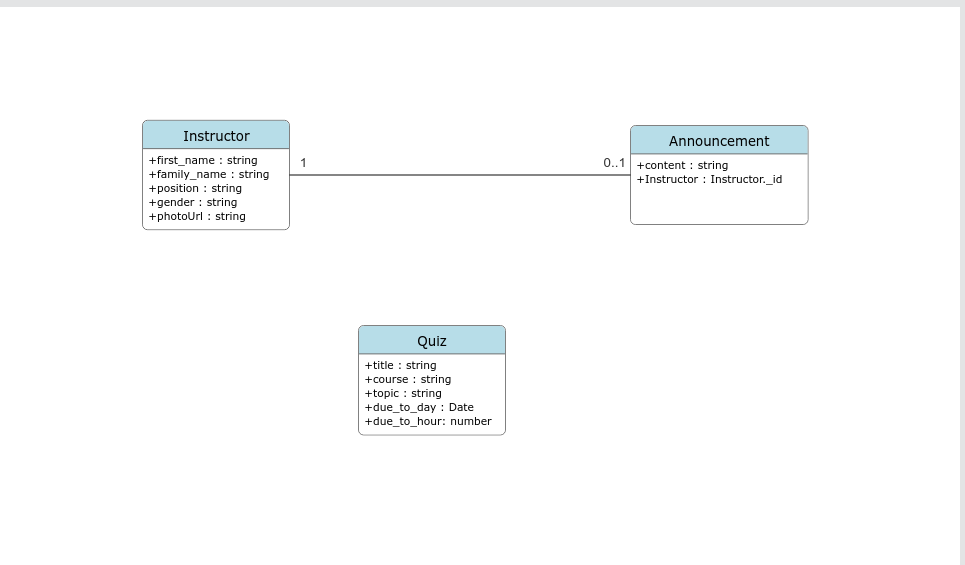 Instructor
+first_name : string
+family_name : string
+position : string
+gender : string
+photoUrl : string
1
0..1
Announcement
+content : string
+Instructor : Instructor._id
Quiz
+title : string
+course : string
+topic : string
+due_to_day : Date
+due_to_hour: number